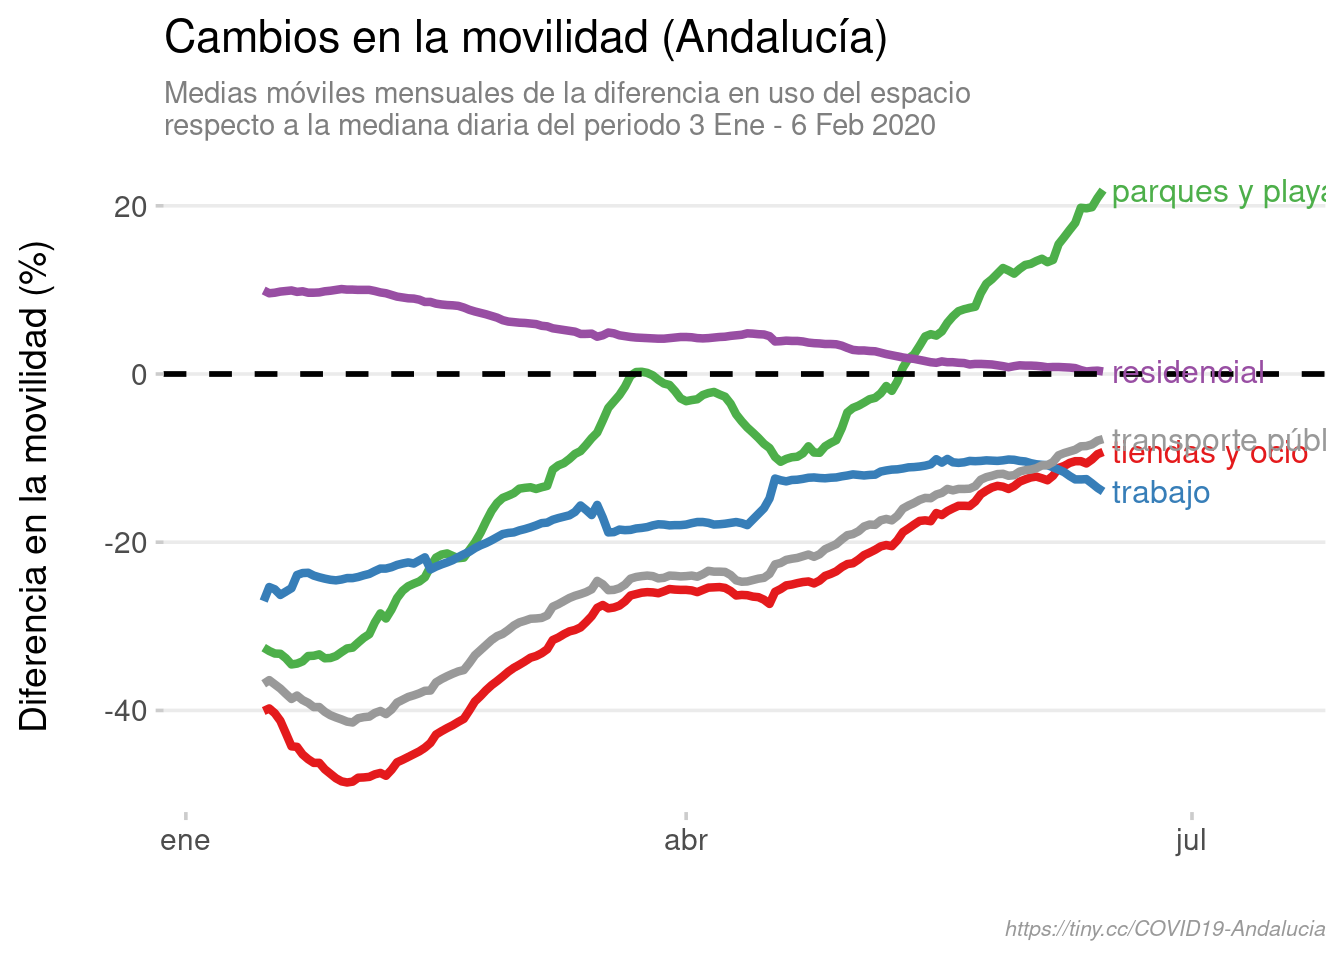 Cambios en la movilidad (Andalucía)
Medias móviles mensuales de la diferencia en uso del espacio
respecto a la mediana diaria del periodo 3 Ene - 6 Feb 2020
Diferencia en la movilidad (%)
20
0
-20
-40
parques y playa
residencial
transporte públ
tiendas y ocio
trabajo
ene
abr
jul
https://tiny.cc/COVID19-Andalucia